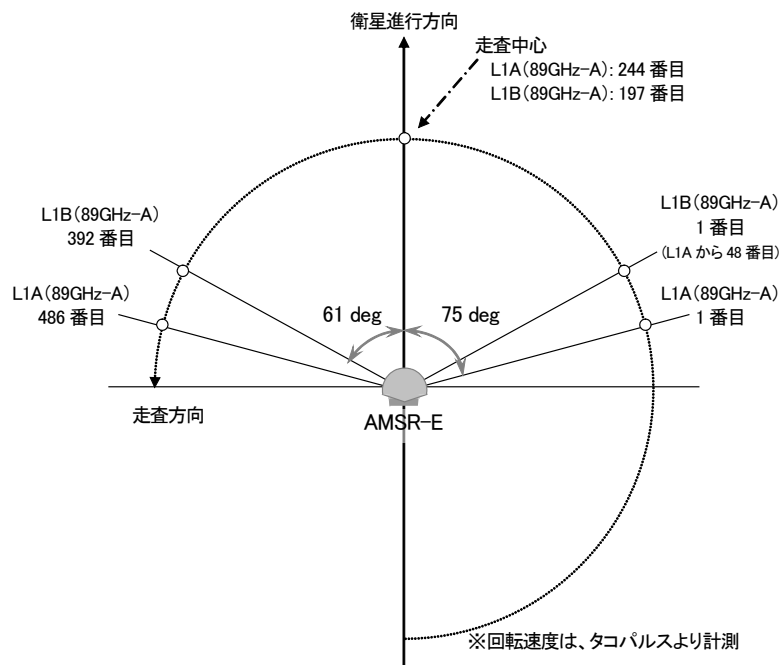 衛星進行方向
走査中心
L1A(89GHz-A): 244 番目
L1B(89GHz-A): 197 番目
L1B(89GHz-A)
392 番目
L1A(89GHz-A)
486 番目
L1B(89GHz-A)
1 番目
(L1A から 48 番目)
L1A(89GHz-A)
1 番目
61 deg
75 deg
走査方向
AMSR-E
※回転速度は、タコパルスより計測